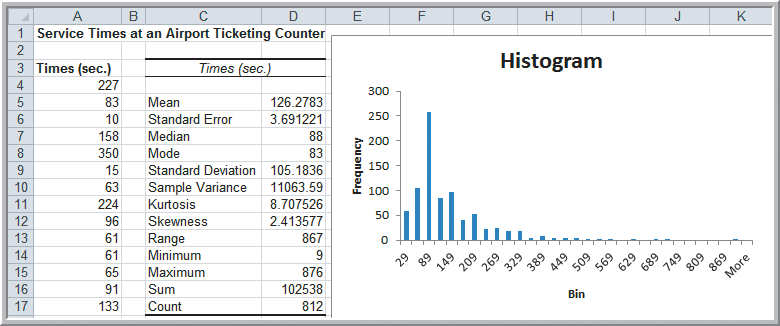 A B C D E F G H I J K
1 Service Times at an Airport Ticketing Counter
2
3 Times (sec.) Times (sec.)
4 227
5 83 Mean 126.2783
6 10 Standard Error 3.691221
7 158 Median 88
8 350 Mode 83
9 15 Standard Deviation 105.1836
10 63 Sample Variance 11063.59
11 224 Kurtosis 8.707526
12 96 Skewness 2.413577
13 61 Range 867
14 61 Minimum 9
15 65 Maximum 876
16 91 Sum 102538
17 133 Count 812
Histogram
Frequency
300
250
200
150
100
50
0
29 89 149 209 269 329 389 449 509 569 629 689 749 809 869 More
Bin